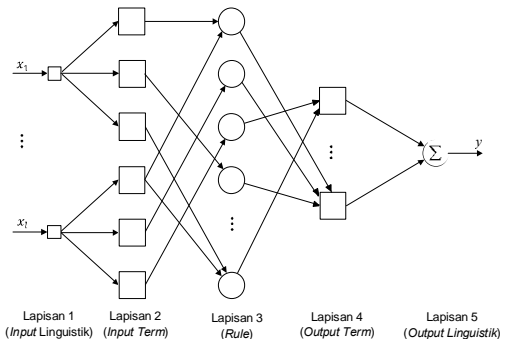 x₁
y
Σ
xₗ
Lapisan 1
(Input Linguistik)
Lapisan 2
(Input Term)
Lapisan 3
(Rule)
Lapisan 4
(Output Term)
Lapisan 5
(Output Linguistik)